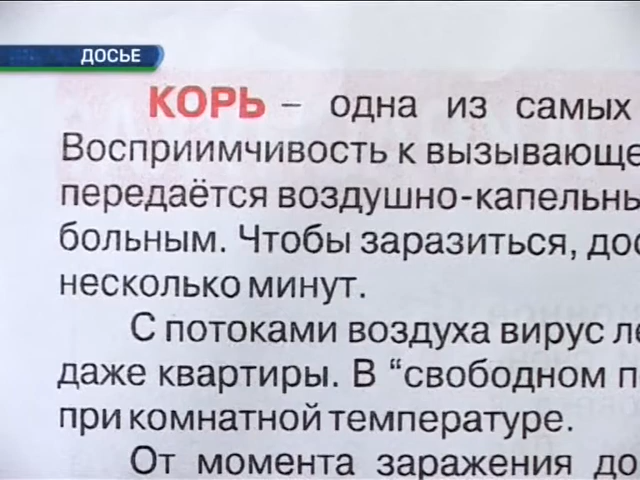 ДОСЬЕ
КОРЬ – одна из самых
Восприимчивость к вызывающе
передаётся воздушно-капельны
больным. Чтобы заразиться, дос
несколько минут.
С потоками воздуха вирус ле
даже квартиры. В “свободном п
при комнатной температуре.
От момента заражения до